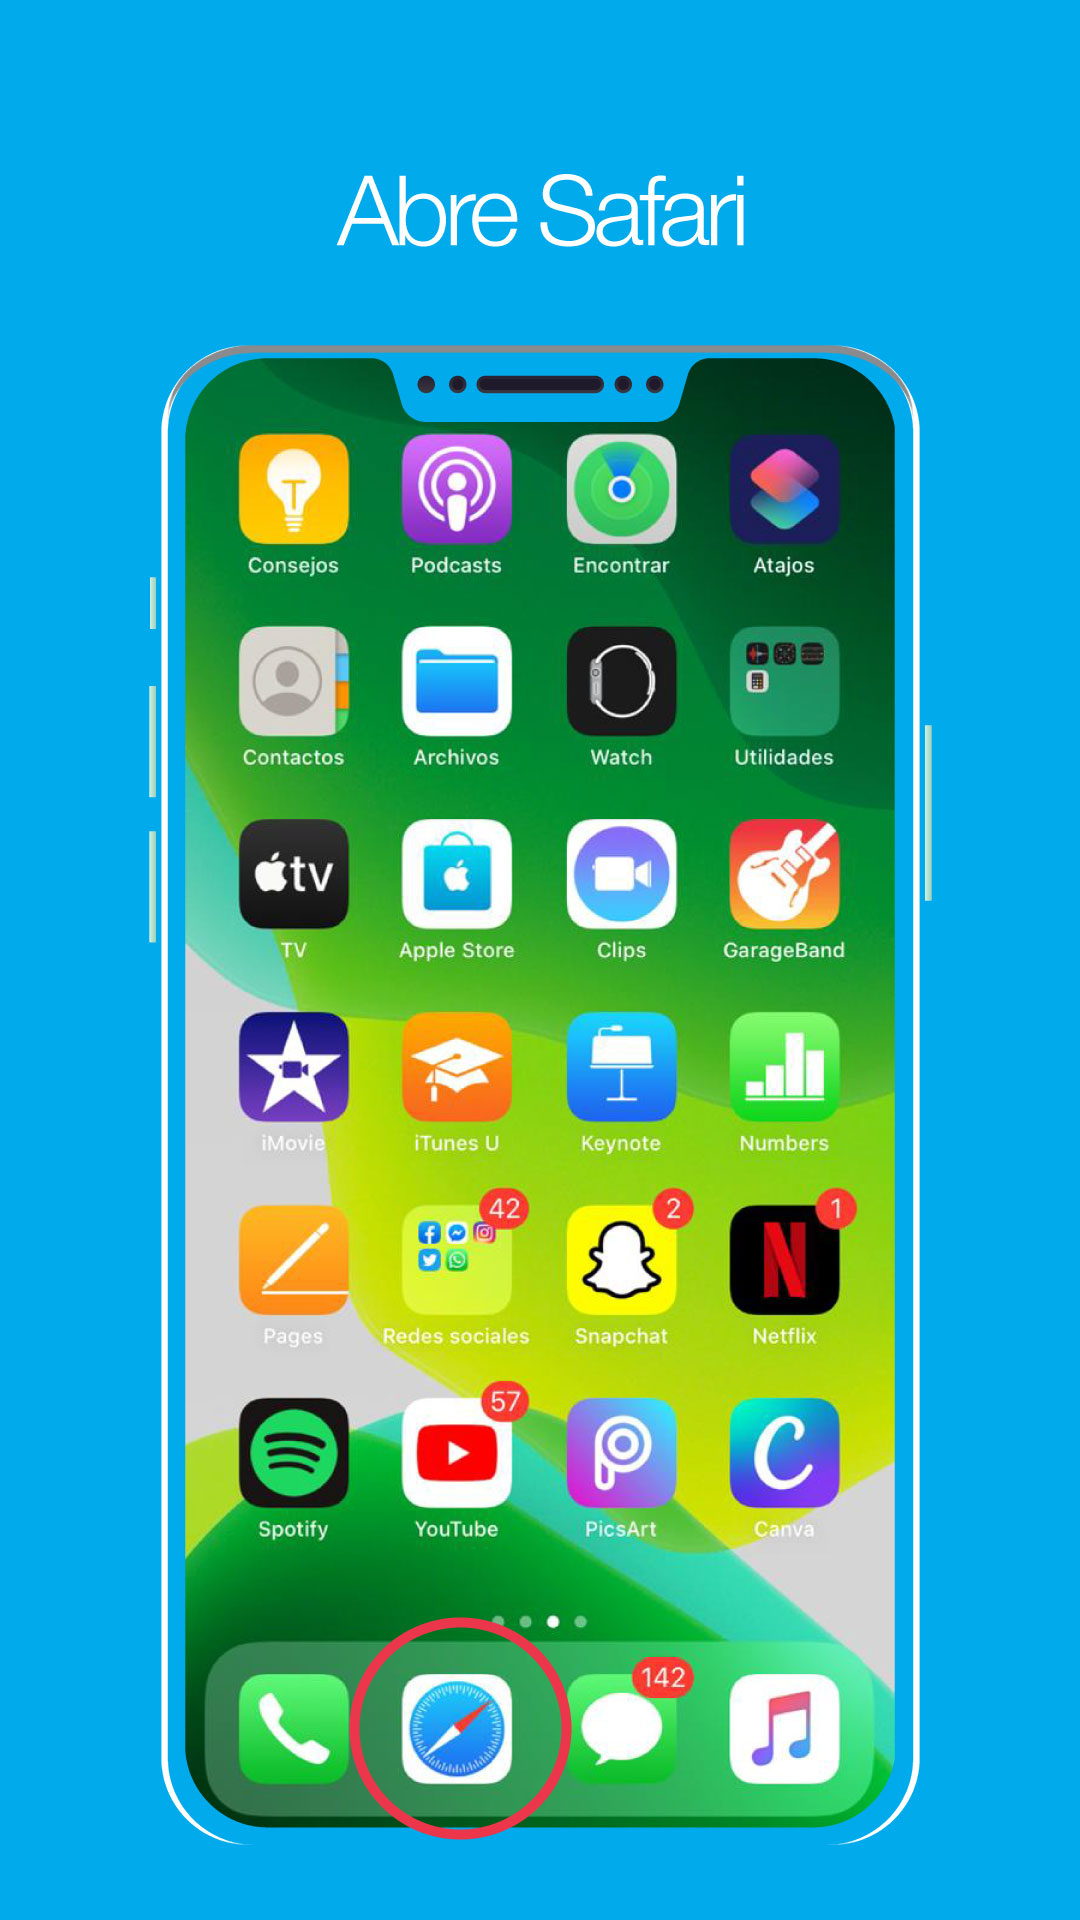 Abre Safari
Consejos Podcasts Encontrar Atajos
Contactos Archivos Watch Utilidades
tv
TV Apple Store Clips GarageBand
iMovie iTunes U Keynote Numbers
42 2 1
N
Pages Redes sociales Snapchat Netflix
57
C
Spotify YouTube PicsArt Canva
142